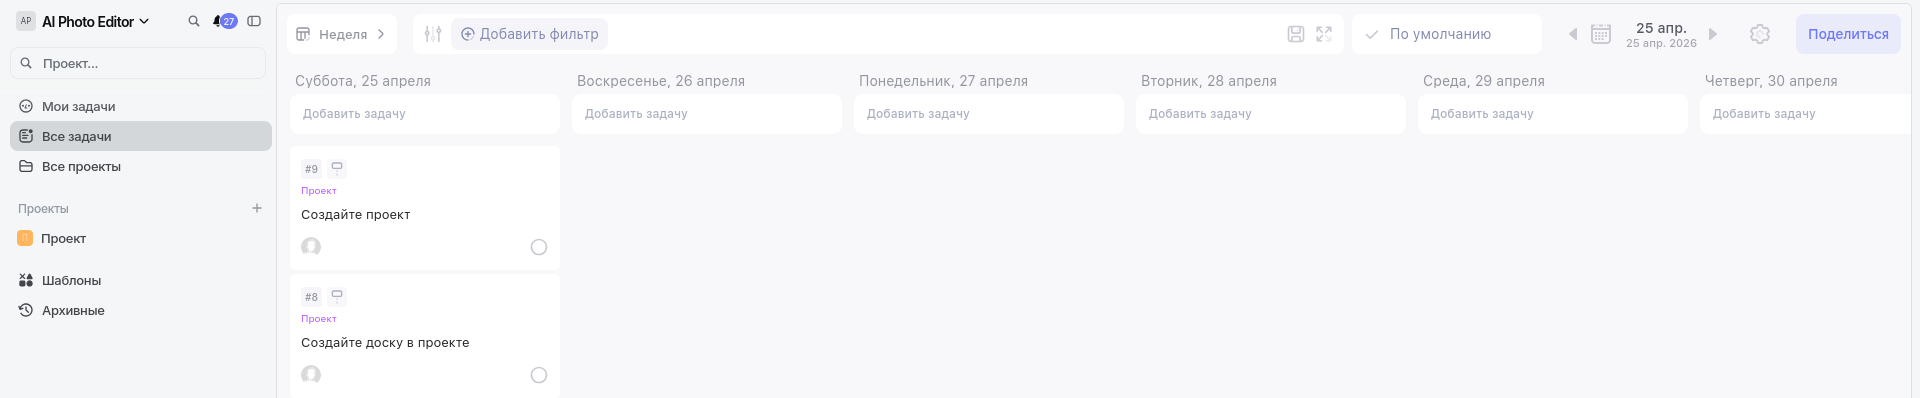 AP AI Photo Editor 27
Проект...
Мои задачи
Все задачи
Все проекты
Проекты
Проект
Шаблоны
Архивные
Неделя
Добавить фильтр
По умолчанию
25 апр.
25 апр. 2026
Поделиться
Суббота, 25 апреля
Воскресенье, 26 апреля
Понедельник, 27 апреля
Вторник, 28 апреля
Среда, 29 апреля
Четверг, 30 апреля
Добавить задачу
Добавить задачу
Добавить задачу
Добавить задачу
Добавить задачу
Добавить задачу
#9
Проект
Создайте проект
#8
Проект
Создайте доску в проекте